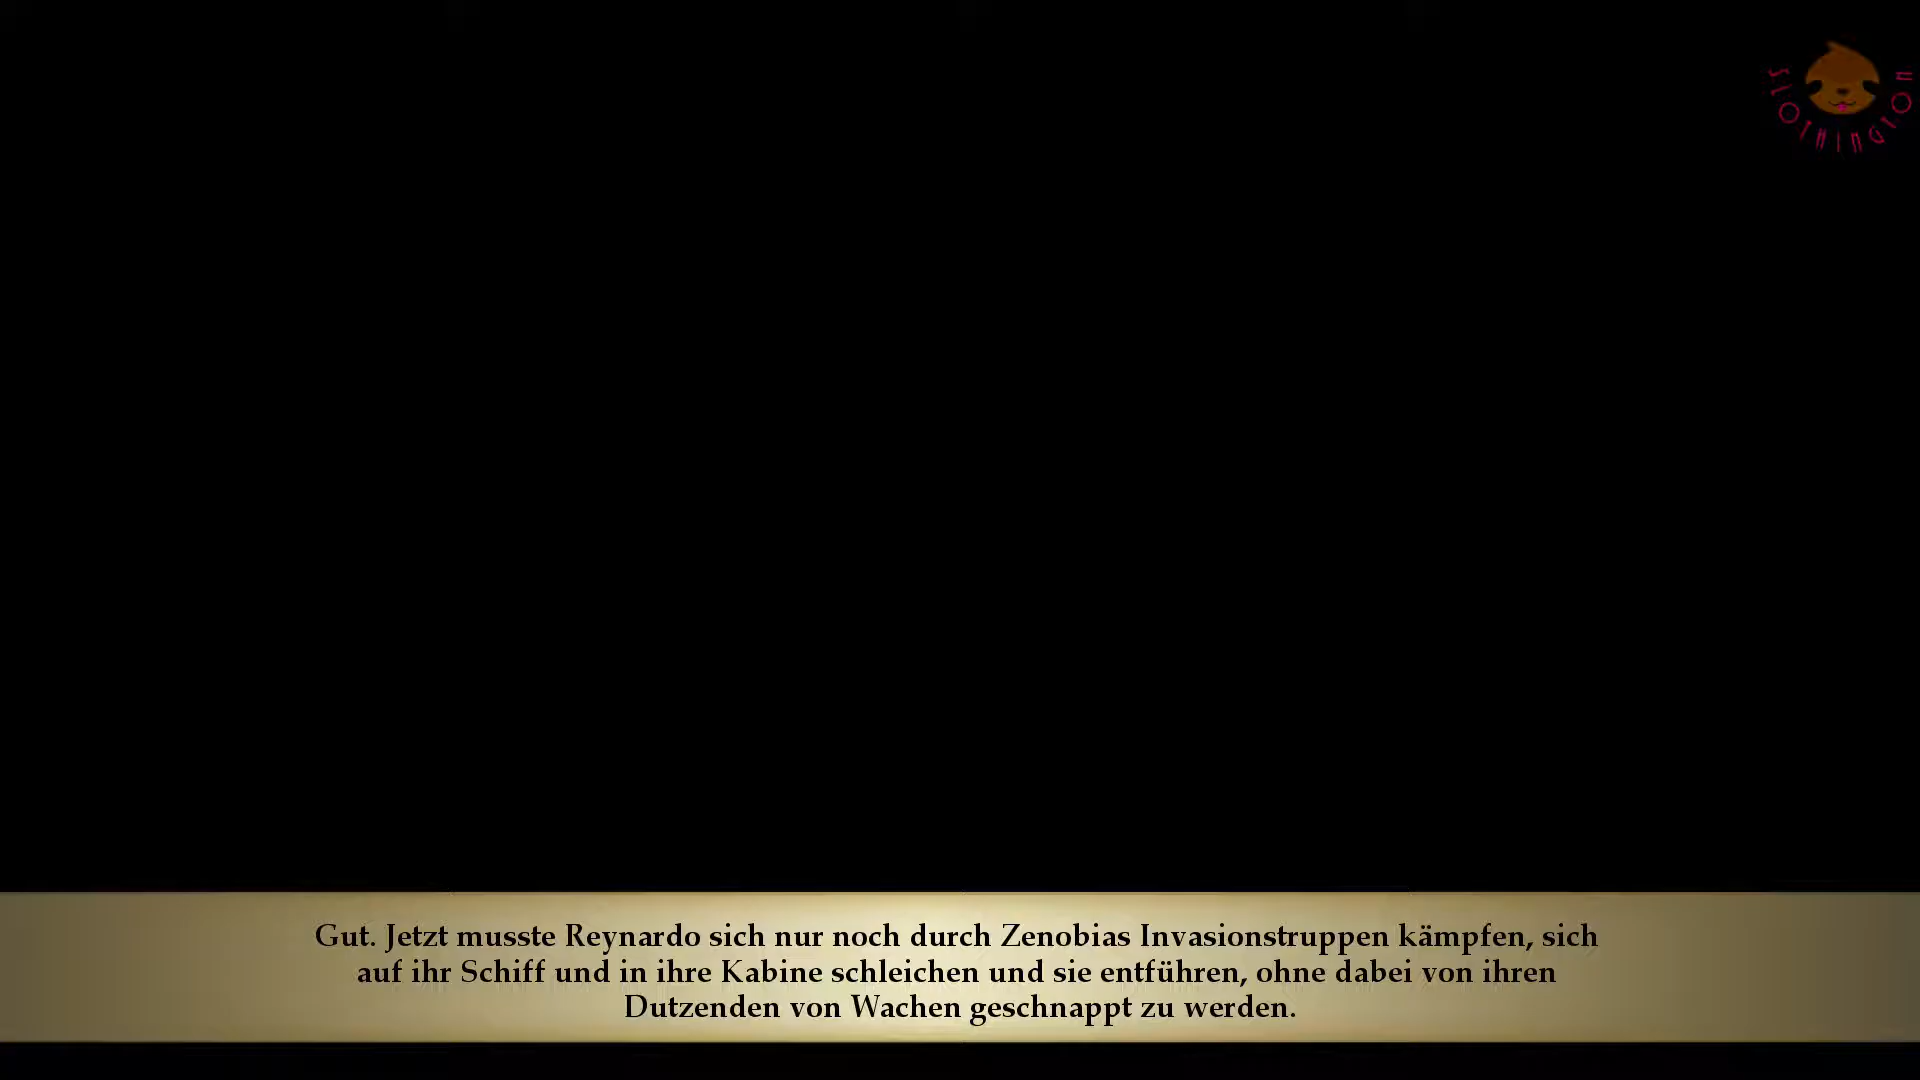 SLOTHINGTON
Gut. Jetzt musste Reynardo sich nur noch durch Zenobias Invasionstruppen kämpfen, sich
auf ihr Schiff und in ihre Kabine schleichen und sie entführen, ohne dabei von ihren
Dutzenden von Wachen geschnappt zu werden.